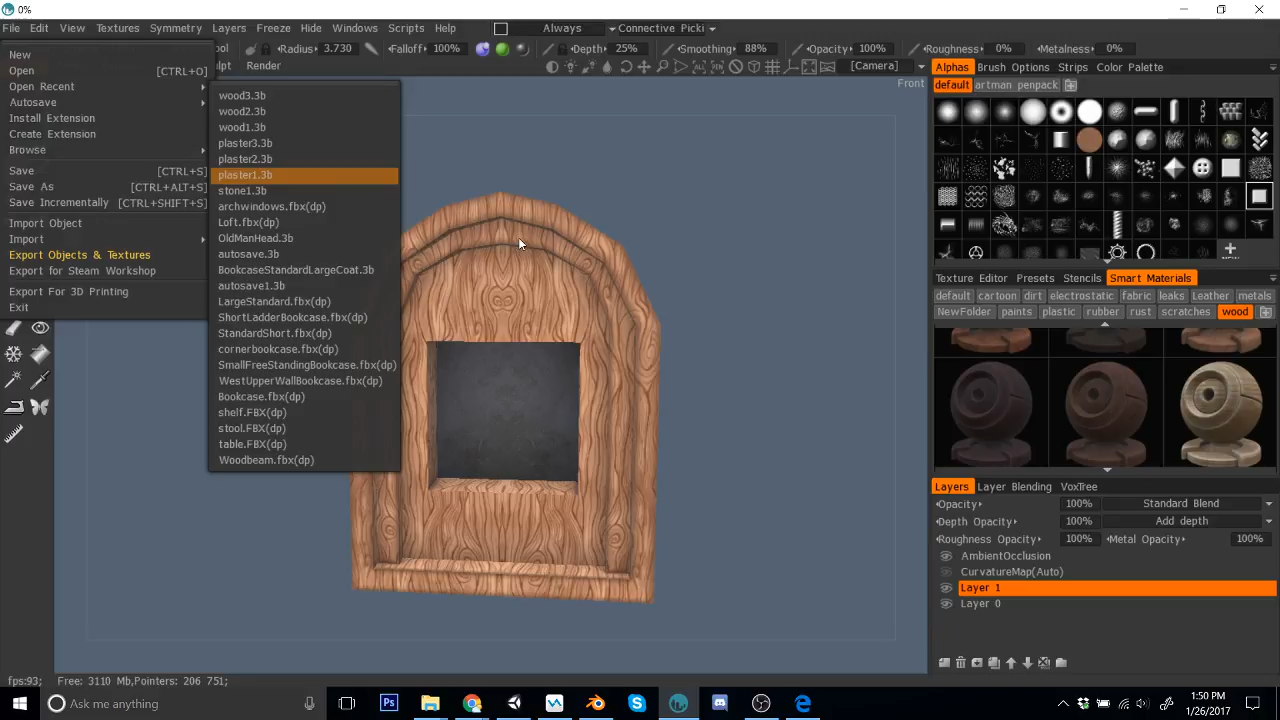 0%
File Edit View Textures Symmetry Layers Freeze Hide Windows Scripts Help Always Connective Picki
ool Radius 3.730 Falloff 100% Depth 25% Smoothing 88% Opacity 100% Roughness 0% Metalness 0%
sculpt Render [Camera]
Front
New
Open [CTRL+O]
Open Recent
Autosave
Install Extension
Create Extension
Browse
Save [CTRL+S]
Save As [CTRL+ALT+S]
Save Incrementally [CTRL+SHIFT+S]
Import Object
Import
Export Objects & Textures
Export for Steam Workshop
Export For 3D Printing
Exit
wood3.3b
wood2.3b
wood1.3b
plaster3.3b
plaster2.3b
plaster1.3b
stone1.3b
archwindows.fbx(dp)
Loft.fbx(dp)
OldManHead.3b
autosave.3b
BookcaseStandardLargeCoat.3b
autosave1.3b
LargeStandard.fbx(dp)
ShortLadderBookcase.fbx(dp)
StandardShort.fbx(dp)
cornerbookcase.fbx(dp)
SmallFreeStandingBookcase.fbx(dp)
WestUpperWallBookcase.fbx(dp)
Bookcase.fbx(dp)
shelf.FBX(dp)
stool.FBX(dp)
table.FBX(dp)
Woodbeam.fbx(dp)
Alphas Brush Options Strips Color Palette
default artman penpack
NEW
Texture Editor Presets Stencils Smart Materials
default cartoon dirt electrostatic fabric leaks Leather metals
NewFolder paints plastic rubber rust scratches wood
Layers Layer Blending VoxTree
Opacity 100% Standard Blend
Depth Opacity 100% Add depth
Roughness Opacity 100% Metal Opacity 100%
AmbientOcclusion
CurvatureMap(Auto)
Layer 1
Layer 0
fps:93; Free: 3110 Mb,Pointers: 206 751;
Ask me anything
1:50 PM
1/26/2017